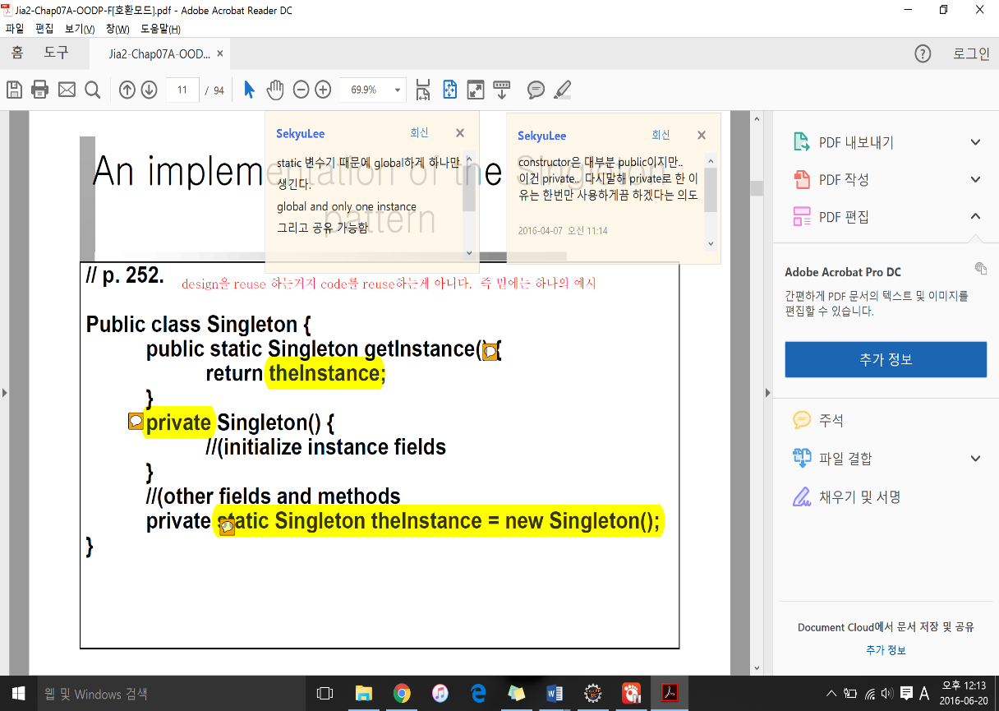 Jia2-Chap07A-OODP-F[호환모드].pdf - Adobe Acrobat Reader DC
파일 편집 보기(V) 창(W) 도움말(H)
홈 도구 Jia2-Chap07A-OOD... × ? 로그인
11 / 94 69.9%
An implementation of the Singleton
pattern
SekyuLee 회신
static 변수기 때문에 global하게 하나만
생긴다.
global and only one instance
그리고 공유 가능함
SekyuLee 회신
constructor은 대부분 public이지만..
이건 private.. 다시말해 private로 한 이
유는 한번만 사용하게끔 하겠다는 의도
2016-04-07 오전 11:14
// p. 252.
design을 reuse 하는거지 code를 reuse하는게 아니다. 즉 밑에는 하나의 예시
Public class Singleton {
public static Singleton getInstance() {
return theInstance;
}
private Singleton() {
//(initialize instance fields
}
//(other fields and methods
private static Singleton theInstance = new Singleton();
}
PDF 내보내기
PDF 작성
PDF 편집
Adobe Acrobat Pro DC
간편하게 PDF 문서의 텍스트 및 이미지를
편집할 수 있습니다.
추가 정보
주석
파일 결합
채우기 및 서명
Document Cloud에서 문서 저장 및 공유
추가 정보
웹 및 Windows 검색
A
오후 12:13
2016-06-20